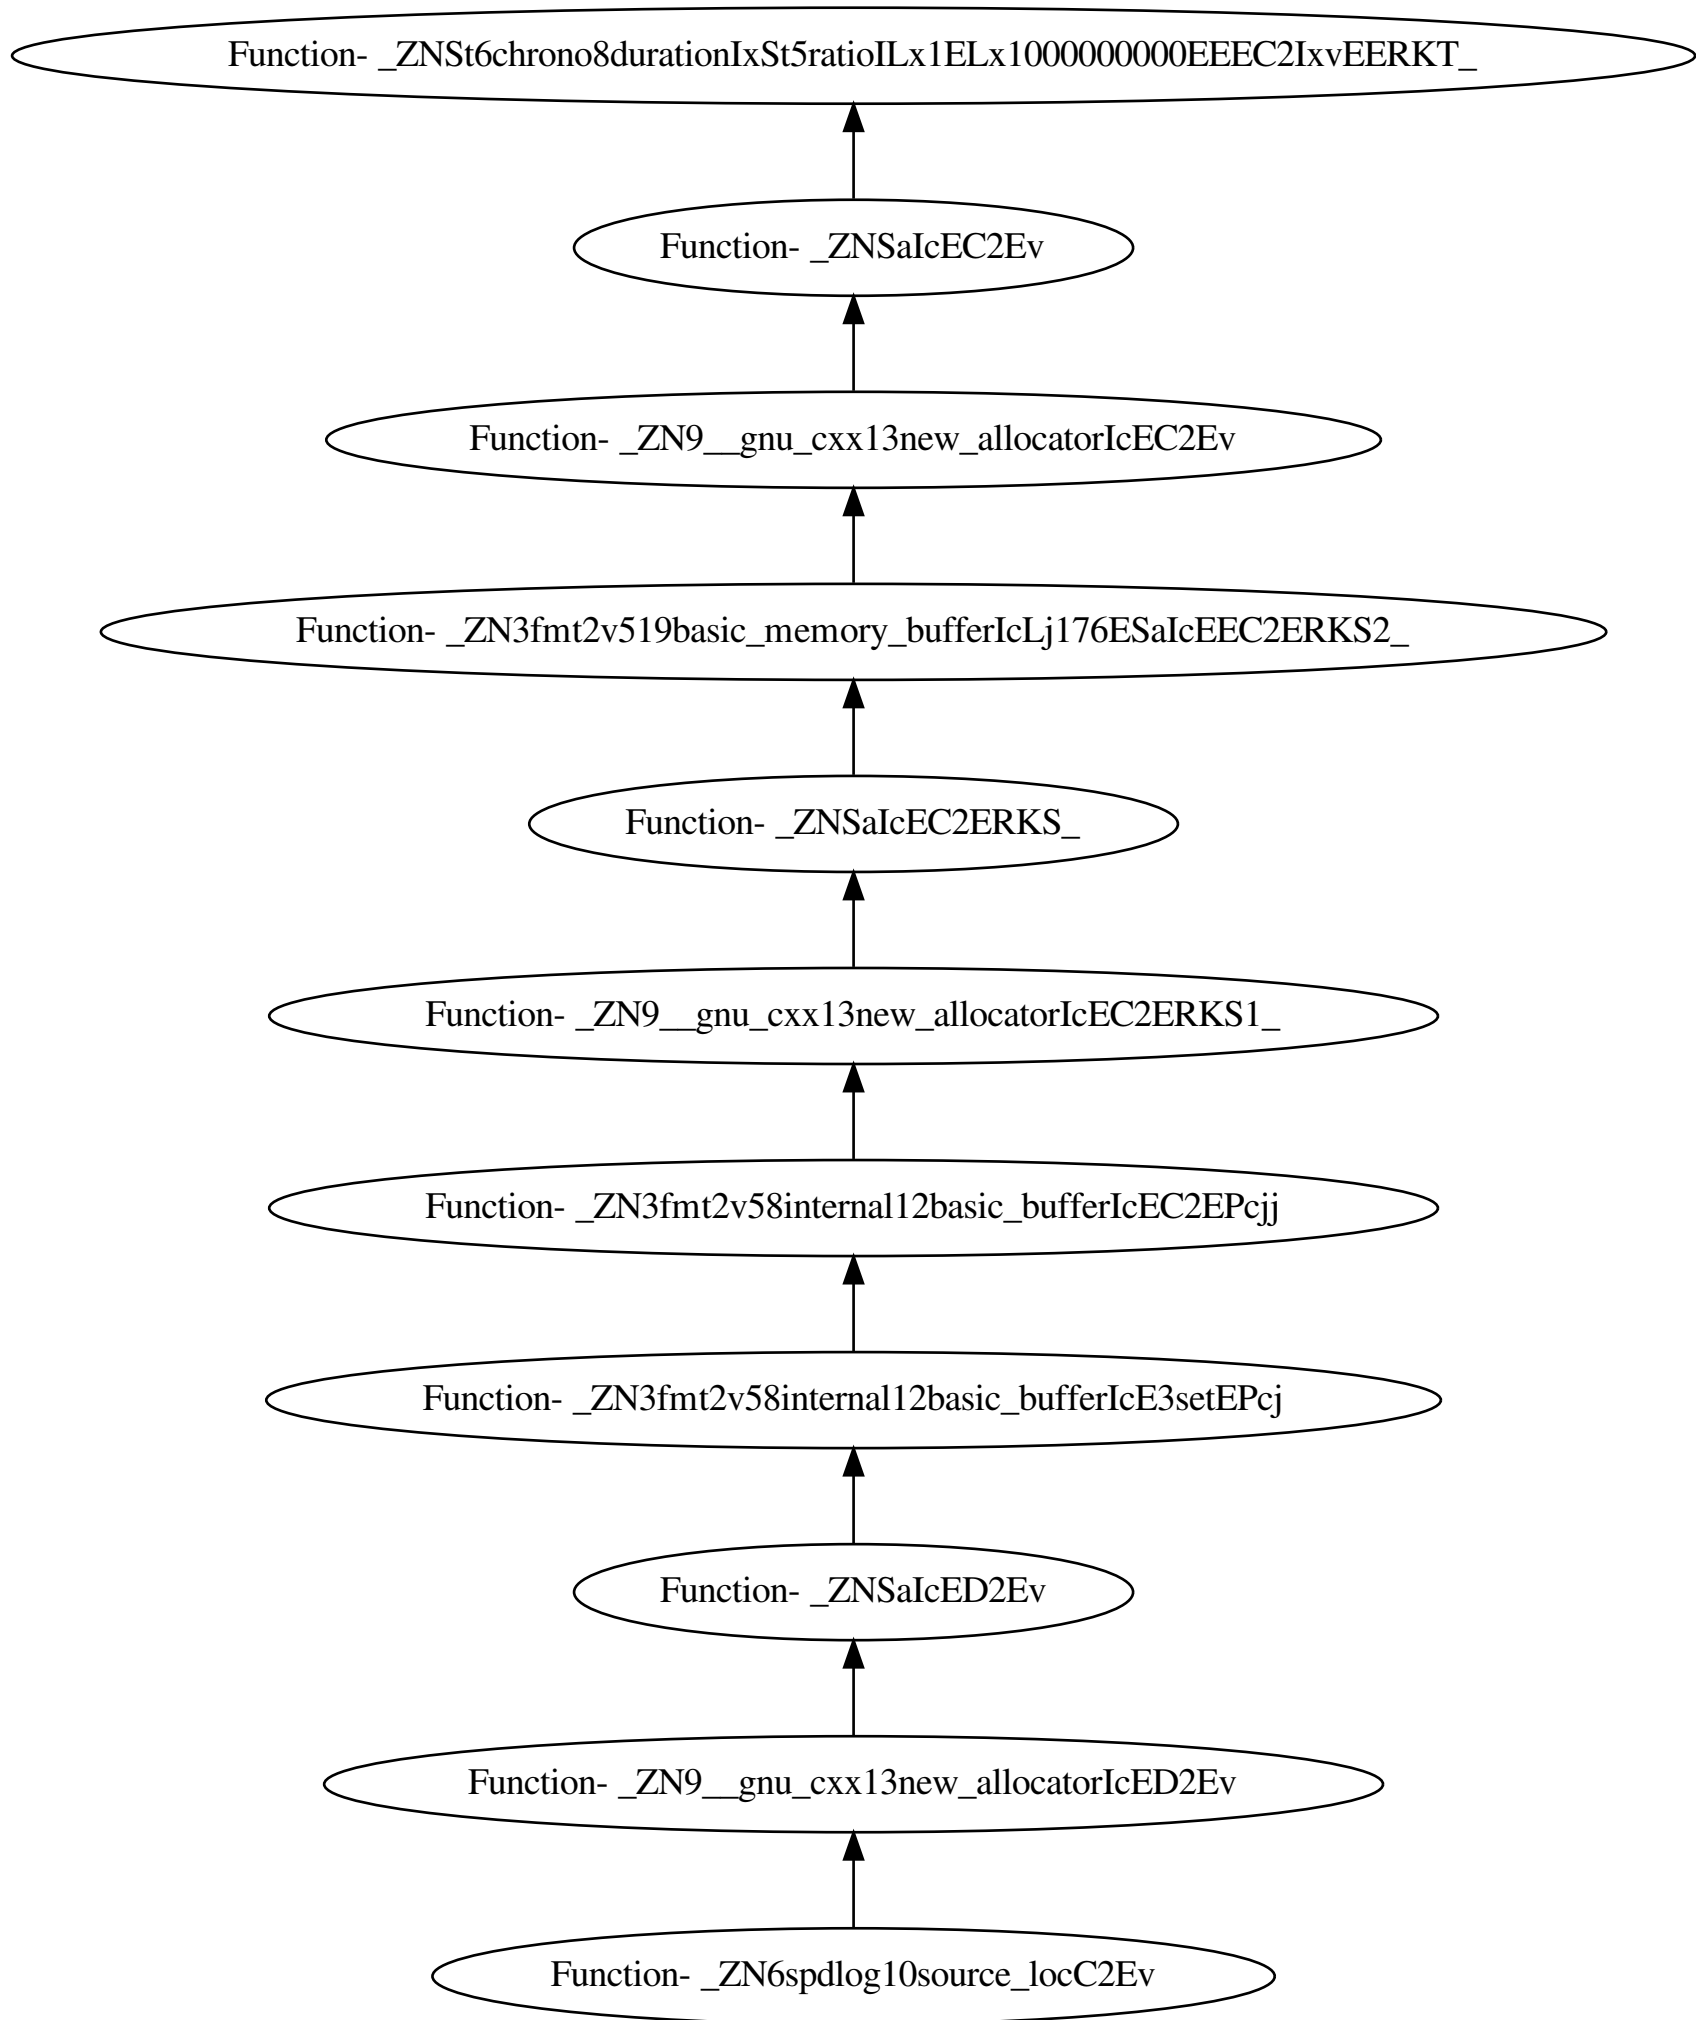 Function- _ZNSt6chrono8durationIxSt5ratioILx1ELx1000000000EEEC2IxvEERKT_
Function- _ZNSaIcEC2Ev
Function- _ZN9__gnu_cxx13new_allocatorIcEC2Ev
Function- _ZN3fmt2v519basic_memory_bufferIcLj176ESaIcEEC2ERKS2_
Function- _ZNSaIcEC2ERKS_
Function- _ZN9__gnu_cxx13new_allocatorIcEC2ERKS1_
Function- _ZN3fmt2v58internal12basic_bufferIcEC2EPcjj
Function- _ZN3fmt2v58internal12basic_bufferIcE3setEPcj
Function- _ZNSaIcED2Ev
Function- _ZN9__gnu_cxx13new_allocatorIcED2Ev
Function- _ZN6spdlog10source_locC2Ev